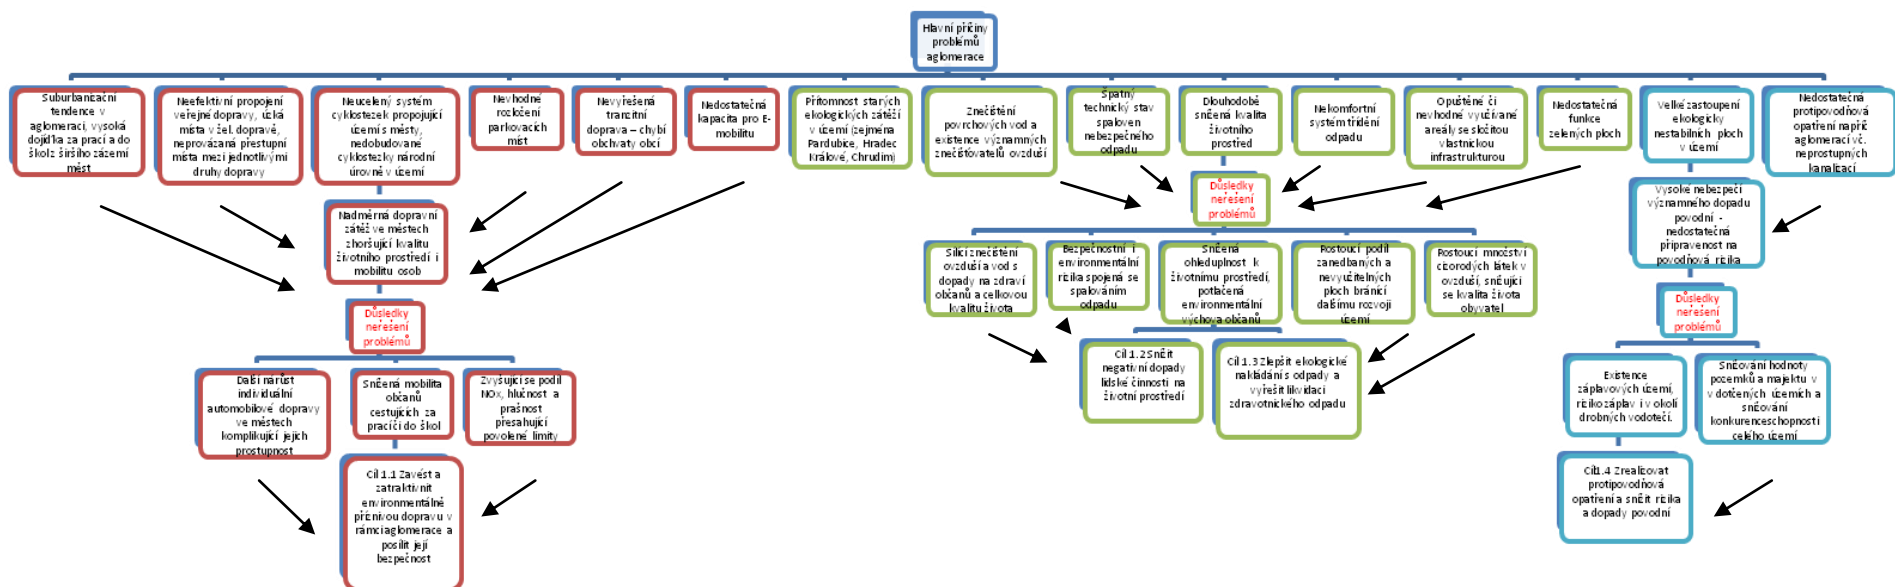 Hlavní příčiny
problémů
aglomerace
Suburbanizační
tendence v
aglomeraci, vysoká
dojížďka za prací a do
škol z širšího zázemí
měst
Neefektivní propojení
veřejné dopravy, úzká
místa v žel. dopravě,
neprovázaná přestupní
místa mezi jednotlivými
druhy dopravy
Neucelený systém
cyklostezek propojující
území s městy,
nedobudované
cyklostezky národní
úrovně v území
Nevhodné
rozložení
parkovacích
míst
Nevyřešená
tranzitní
doprava – chybí
obchvaty obcí
Nedostatečná
kapacita pro E-
mobilitu
Přítomnost starých
ekologických zátěží
v území (zejména
Pardubice, Hradec
Králové, Chrudim)
Znečištění
povrchových vod a
existence významných
znečišťovatelů ovzduší
Špatný
technický stav
spaloven
nebezpečného
odpadu
Dlouhodobě
snížená kvalita
životního
prostřed
Nekomfortní
systém třídění
odpadu
Opuštěné či
nevhodně využívané
areály se složitou
vlastnickou
infrastrukturou
Nedostatečná
funkce
zelených ploch
Velké zastoupení
ekologicky
nestabilních ploch
v území
Nedostatečná
protipovodňová
opatření napříč
aglomerací vč.
neprostupných
kanalizací
Nadměrná dopravní
zátěž ve městech
zhoršující kvalitu
životního prostředí i
mobilitu osob
Důsledky
neřešení
problémů
Vysoké nebezpečí
významného dopadu
povodní -
nedostatečná
připravenost na
povodňová rizika
Sílící znečištění
ovzduší a vod s
dopady na zdraví
občanů a celkovou
kvalitu života
Bezpečnostní i
environmentální
rizika spojená se
spalováním
odpadu
Snížená
ohleduplnost k
životnímu prostředí,
potlačená
environmentální
výchova občanů
Rostoucí podíl
zanedbaných a
nevyužitelných
ploch bránící
dalšímu rozvoji
území
Rostoucí množství
cizorodých látek v
ovzduší, snižující
se kvalita života
obyvatel
Důsledky
neřešení
problémů
Důsledky
neřešení
problémů
Další nárůst
individuální
automobilové dopravy
ve městech
komplikující jejich
prostupnost
Snížená mobilita
občanů
cestujících za
prací či do škol
Zvyšující se podíl
NOx, hlučnost a
prašnost
přesahující
povolené limity
Cíl 1.2 Snížit
negativní dopady
lidské činnosti na
životní prostředí
Cíl 1.3 Zlepšit ekologické
nakládání s odpady a
vyřešit likvidaci
zdravotnického odpadu
Existence
záplavových území,
riziko záplav i v okolí
drobných vodotečí.
Snižování hodnoty
pozemků a majektu v
v dotčených územích a
snižování
konkurenceschopnosti
celého území
Cíl 1.1 Zavést a
zatraktivnit
environmentálně
příznivou dopravu v
rámci aglomerace a
posílit její
bezpečnost
Cíl1.4 Zrealizovat
protipovodňová
opatření a snížit rizika
a dopady povodní